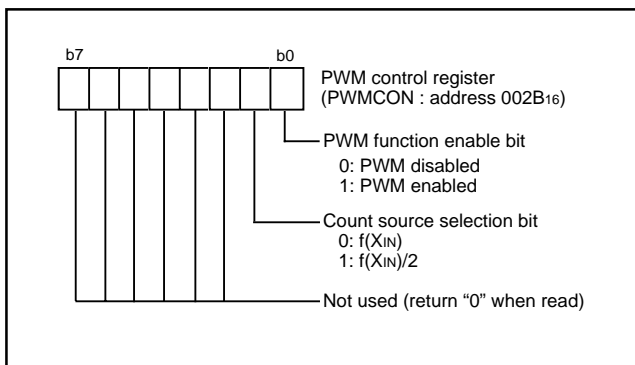 b7 b0
PWM control register
(PWMCON : address 002B16)
PWM function enable bit
0: PWM disabled
1: PWM enabled
Count source selection bit
0: f(XIN)
1: f(XIN)/2
Not used (return “0” when read)